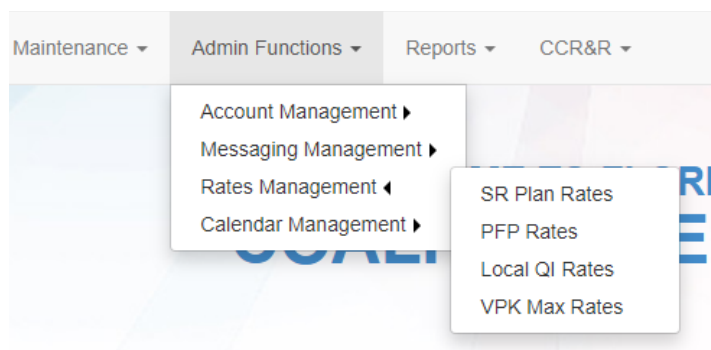 Maintenance Admin Functions Reports CCR&R
Account Management
Messaging Management
Rates Management
Calendar Management
SR Plan Rates
PFP Rates
Local QI Rates
VPK Max Rates